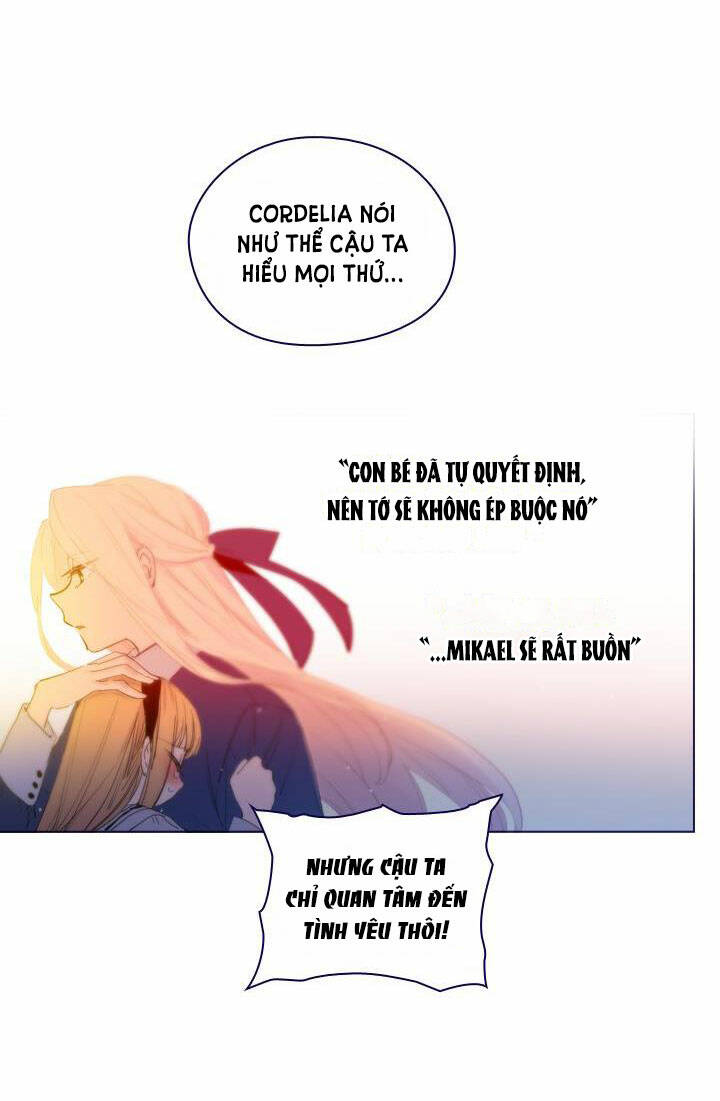 CORDELIA NÓI
NHƯ THỂ CẬU TA
HIỂU MỌI THỨ...
"CON BÉ ĐÃ TỰ QUYẾT ĐỊNH,
NÊN TỚ SẼ KHÔNG ÉP BUỘC NÓ"
"...MIKAEL SẼ RẤT BUỒN"
NHƯNG CẬU TA
CHỈ QUAN TÂM ĐẾN
TÌNH YÊU THÔI!